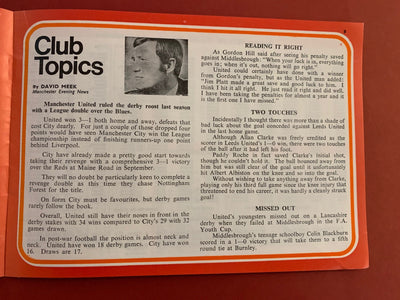 Club
Topics
By DAVID MEEK
Manchester Evening News
Manchester United ruled the derby roost last season
with a League double over the Blues.
United won 3—1 both home and away, defeats that
cost City dearly. For just a couple of those dropped four
points would have seen Manchester City win the League
championship instead of finishing runners-up one point
behind Liverpool.
City have already made a pretty good start towards
taking their revenge with a comprehensive 3—1 victory
over the Reds at Maine Road in September.
They will no doubt be particularly keen to complete a
revenge double as this time they chase Nottingham
Forest for the title.
On form City must be favourites, but derby games
rarely follow the book.
Overall, United still have their noses in front in the
derby stakes with 34 wins compared to City's 29 with 32
games drawn.
In post-war football the position is almost neck and
neck. United have won 18 derby games. City have won
16. Draws are 17.
READING IT RIGHT
As Gordon Hill said after seeing his penalty saved
against Middlesbrough: "When your luck is in, everything
goes in; when it's out, nothing will go right."
United could certainly have done with a winner
from Gordon's penalty, but as the United man added:
"Jim Platt made a great save and good luck to him. I
think I hit it all right. He just read it right and did well.
I have been taking the penalties for almost a year and it
is the first one I have missed."
TWO TOUCHES
Incidentally I thought there was more than a shade of
bad luck about the goal conceded against Leeds United
in the last home game.
Although Allan Clarke was freely credited as the
scorer in Leeds United's 1—0 win, there were two touches
of the ball after it had left his foot.
Paddy Roche in fact saved Clarke's initial shot,
though he couldn't hold it. The ball bounced away from
him but was still clear of the goal until it unfortunately
hit Albert Albiston on the knee and so into the goal.
Without wishing to take anything away from Clarke,
playing only his third full game since the knee injury that
threatened to end his career, it was hardly a cleanly struck
goal!
MISSED OUT
United's youngsters missed out on a Lancashire
derby when they failed at Middlesbrough in the F.A.
Youth Cup.
Middlesbrough's teenage schoolboy Colin Blackburn
scored in a 1—0 victory that will take them to a fifth
round tie at Burnley.